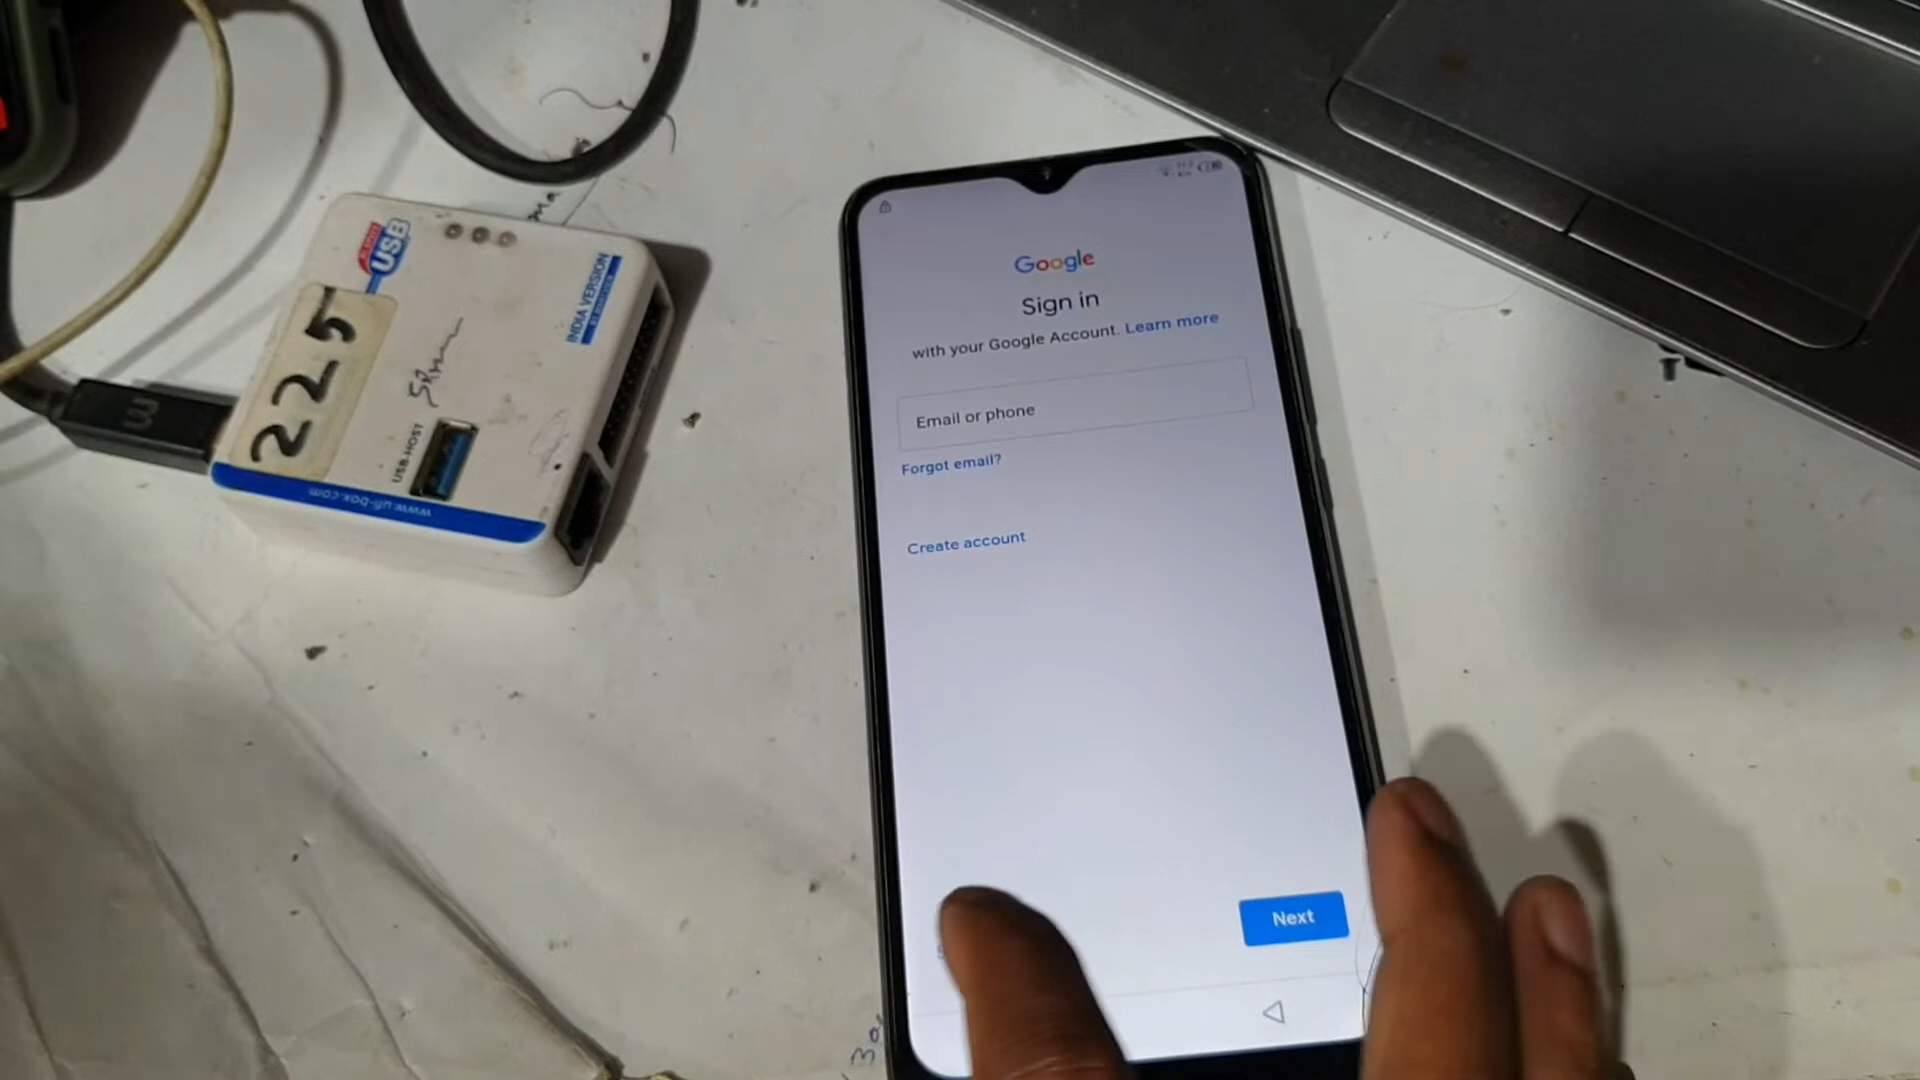 USB
INDIA VERSION
225
USB-HOST
www.ufi-box.com
Google
Sign in
with your Google Account. Learn more
Email or phone
Forgot email?
Create account
Next